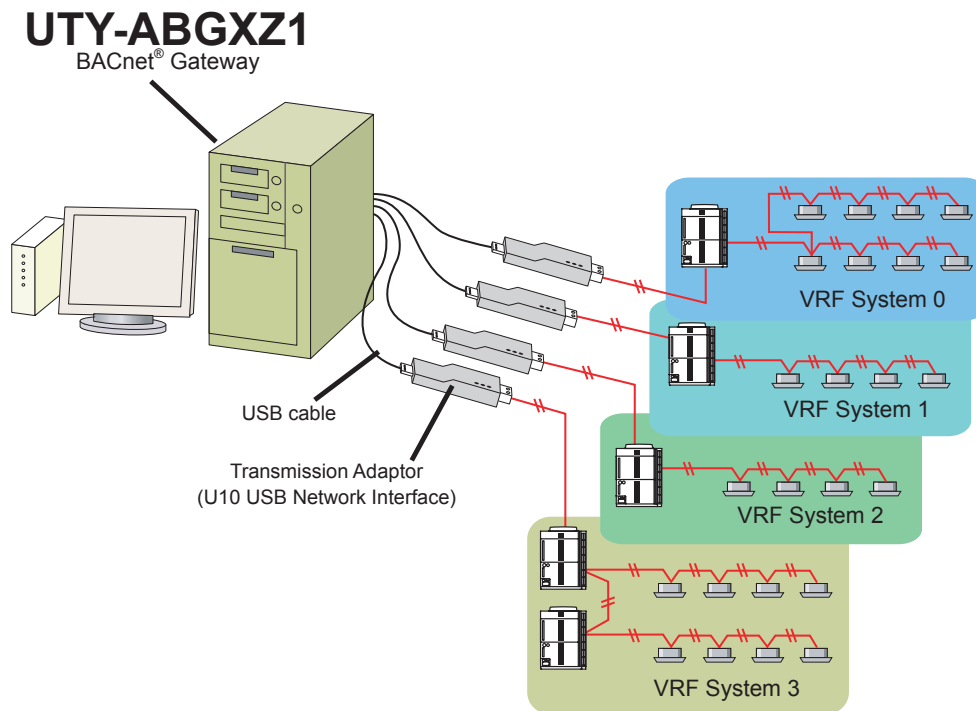 UTY-ABGXZ1
BACnet® Gateway
VRF System 0
VRF System 1
USB cable
Transmission Adaptor
(U10 USB Network Interface)
VRF System 2
VRF System 3